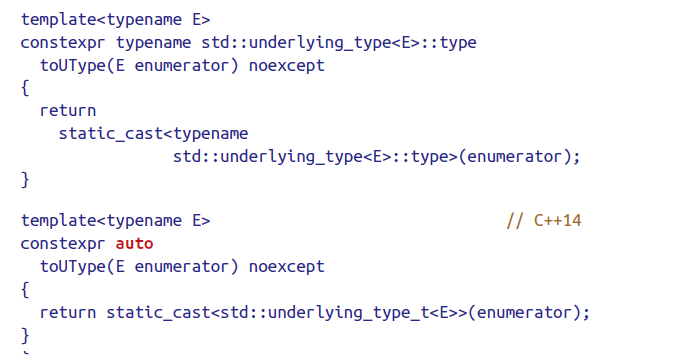 template<typename E>
constexpr typename std::underlying_type<E>::type
toUType(E enumerator) noexcept
{
return
static_cast<typename
std::underlying_type<E>::type>(enumerator);
}
template<typename E> // C++14
constexpr auto
toUType(E enumerator) noexcept
{
return static_cast<std::underlying_type_t<E>>(enumerator);
}